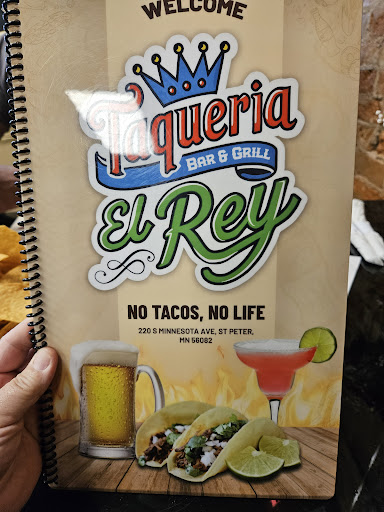 WELCOME
Taqueria
BAR & GRILL
El Rey
NO TACOS, NO LIFE
220 S MINNESOTA AVE, ST PETER,
MN 56082